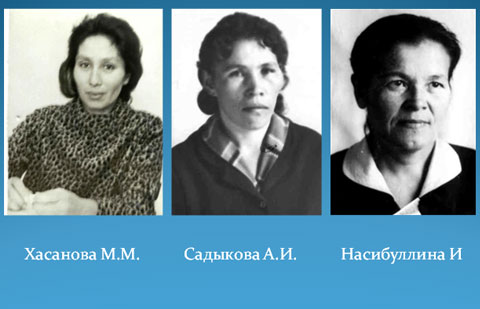 Хасанова М.М.
Садыкова А.И.
Насибуллина И